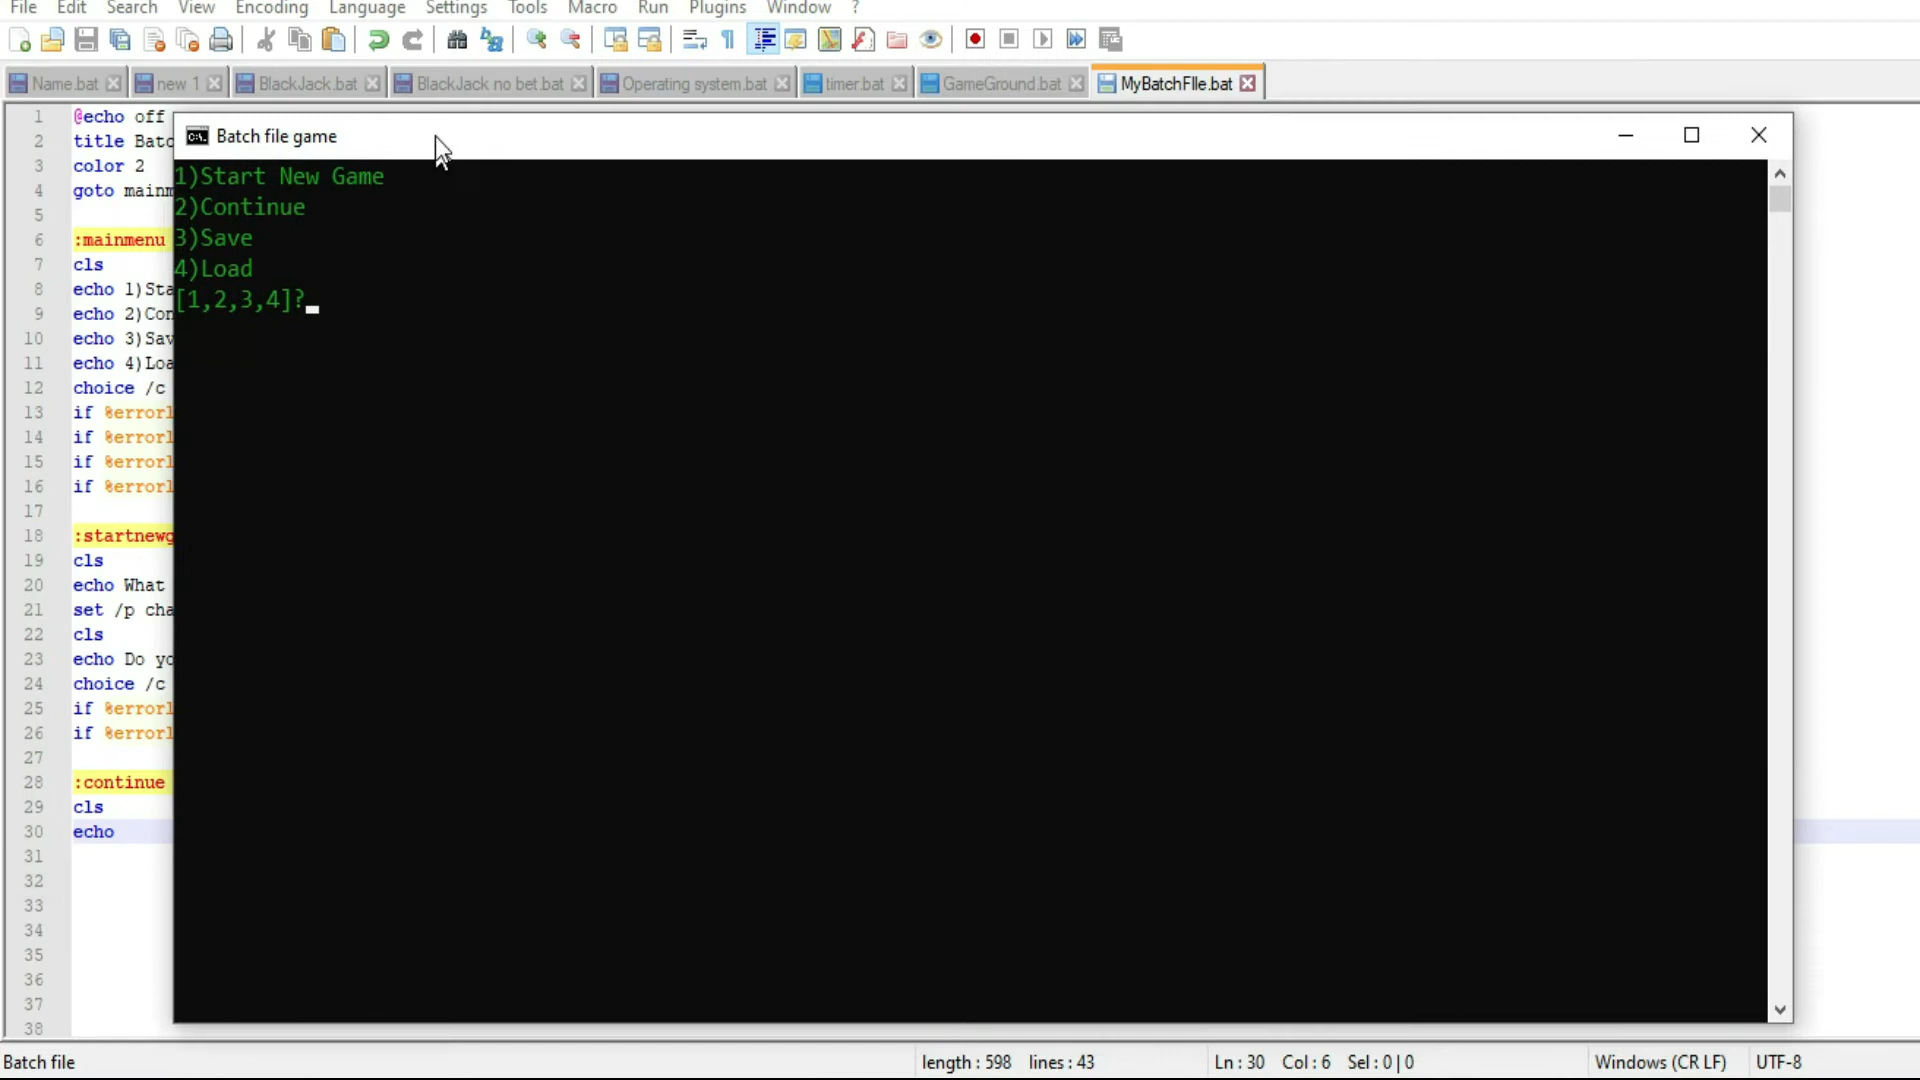 File Edit Search View Encoding Language Settings Tools Macro Run Plugins Window ?
Name.bat new 1 BlackJack.bat BlackJack no bet.bat Operating system.bat timer.bat GameGround.bat MyBatchFIle.bat
1 @echo off
2 title Batc
3 color 2
4 goto mainm
5
6 :mainmenu
7 cls
8 echo 1)Sta
9 echo 2)Con
10 echo 3)Sav
11 echo 4)Loa
12 choice /c
13 if %errorl
14 if %errorl
15 if %errorl
16 if %errorl
17
18 :startnewg
19 cls
20 echo What
21 set /p cha
22 cls
23 echo Do yo
24 choice /c
25 if %errorl
26 if %errorl
27
28 :continue
29 cls
30 echo
31
32
33
34
35
36
37
38
Batch file game
1)Start New Game
2)Continue
3)Save
4)Load
[1,2,3,4]?
Batch file length : 598 lines : 43 Ln : 30 Col : 6 Sel : 0 | 0 Windows (CR LF) UTF-8